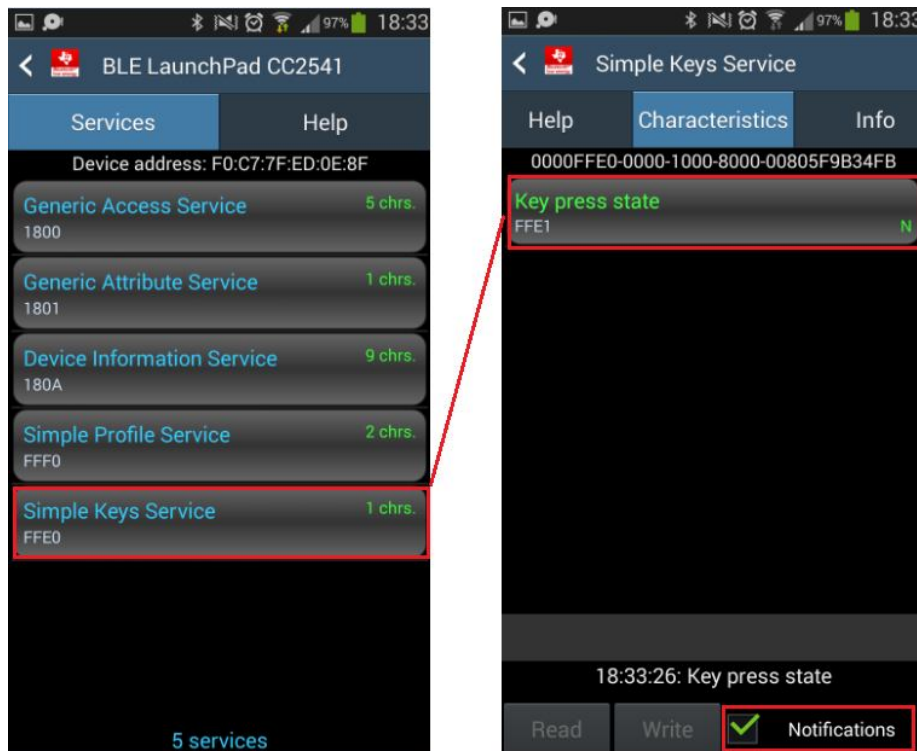 97% 18:33
BLE LaunchPad CC2541
Services Help
Device address: F0:C7:7F:ED:0E:8F
Generic Access Service 5 chrs.
1800
Generic Attribute Service 1 chrs.
1801
Device Information Service 9 chrs.
180A
Simple Profile Service 2 chrs.
FFF0
Simple Keys Service 1 chrs.
FFE0
5 services
97% 18:33
Simple Keys Service
Help Characteristics Info
0000FFE0-0000-1000-8000-00805F9B34FB
Key press state
FFE1 N
18:33:26: Key press state
Read Write Notifications